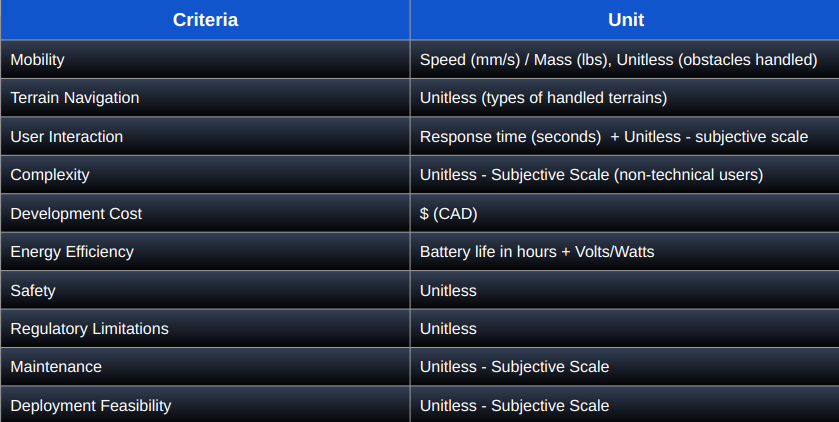 Criteria Unit
Mobility Speed (mm/s) / Mass (lbs), Unitless (obstacles handled)
Terrain Navigation Unitless (types of handled terrains)
User Interaction Response time (seconds)  + Unitless - subjective scale
Complexity Unitless - Subjective Scale (non-technical users)
Development Cost $ (CAD)
Energy Efficiency Battery life in hours + Volts/Watts
Safety Unitless
Regulatory Limitations Unitless
Maintenance Unitless - Subjective Scale
Deployment Feasibility Unitless - Subjective Scale